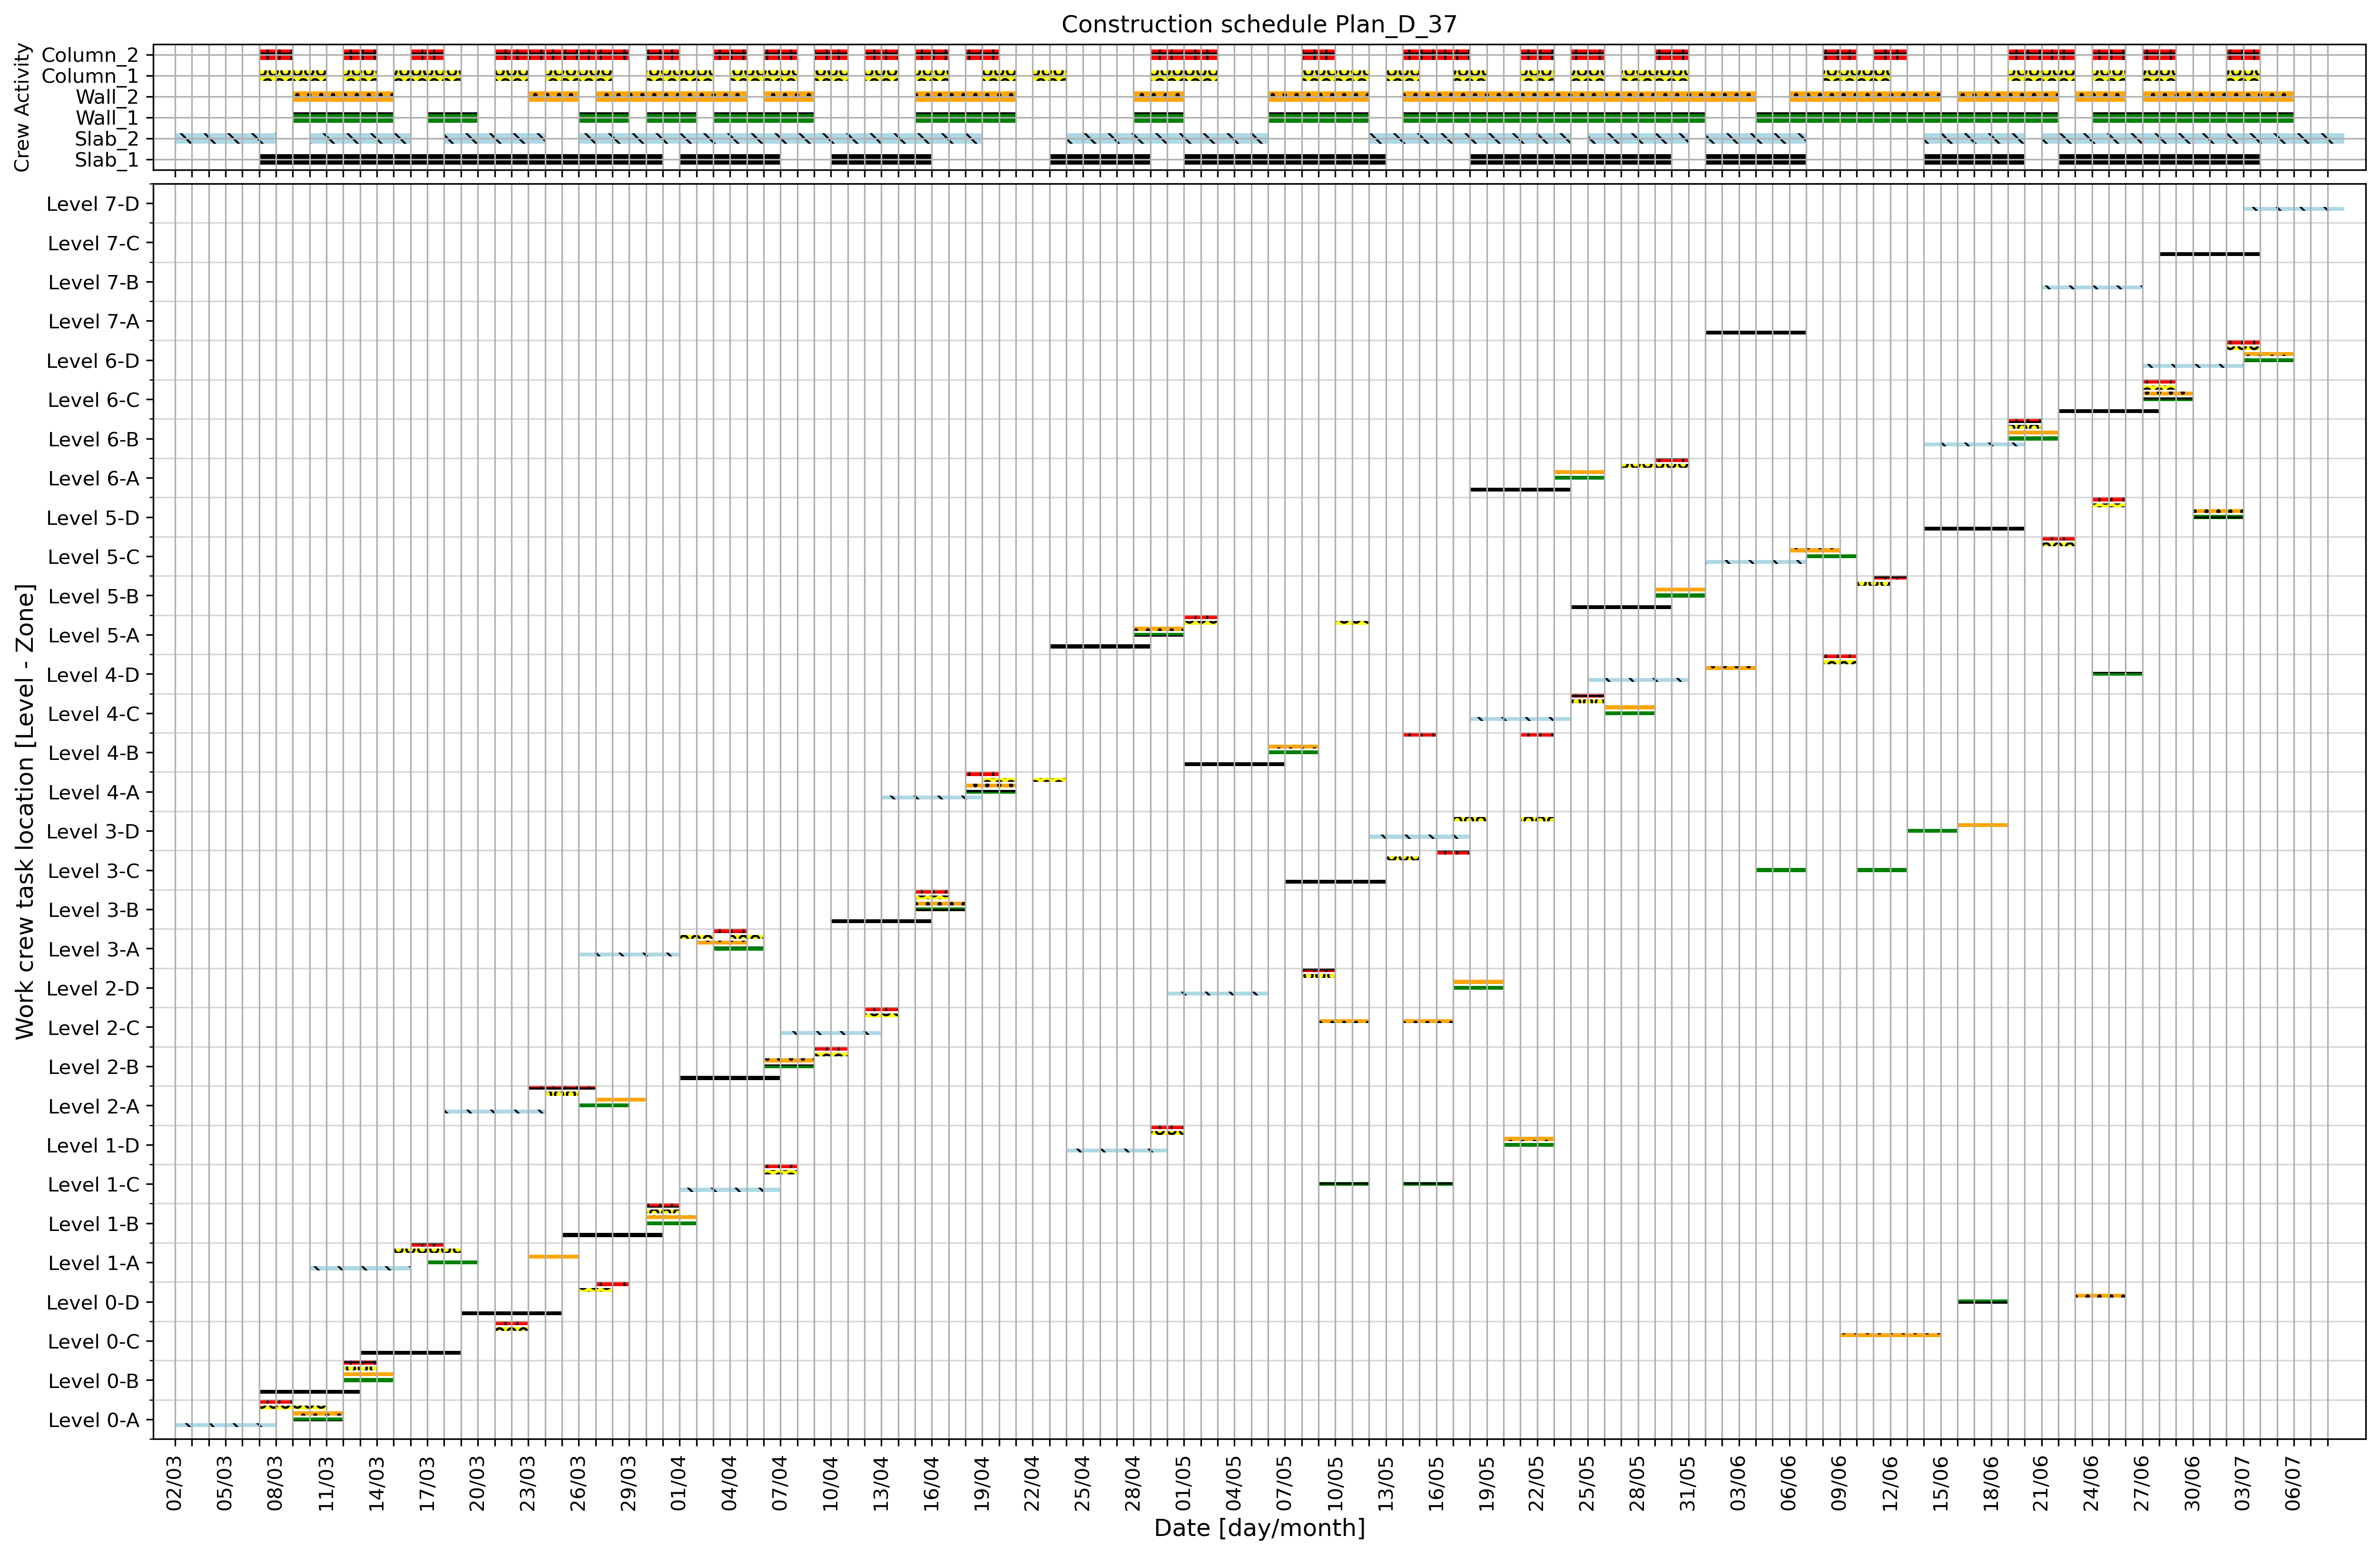 Construction schedule Plan_D_37
Crew Activity
Column_2
Column_1
Wall_2
Wall_1
Slab_2
Slab_1
Work crew task location [Level - Zone]
Level 7-D
Level 7-C
Level 7-B
Level 7-A
Level 6-D
Level 6-C
Level 6-B
Level 6-A
Level 5-D
Level 5-C
Level 5-B
Level 5-A
Level 4-D
Level 4-C
Level 4-B
Level 4-A
Level 3-D
Level 3-C
Level 3-B
Level 3-A
Level 2-D
Level 2-C
Level 2-B
Level 2-A
Level 1-D
Level 1-C
Level 1-B
Level 1-A
Level 0-D
Level 0-C
Level 0-B
Level 0-A
02/03 05/03 08/03 11/03 14/03 17/03 20/03 23/03 26/03 29/03 01/04 04/04 07/04 10/04 13/04 16/04 19/04 22/04 25/04 28/04 01/05 04/05 07/05 10/05 13/05 16/05 19/05 22/05 25/05 28/05 31/05 03/06 06/06 09/06 12/06 15/06 18/06 21/06 24/06 27/06 30/06 03/07 06/07
Date [day/month]